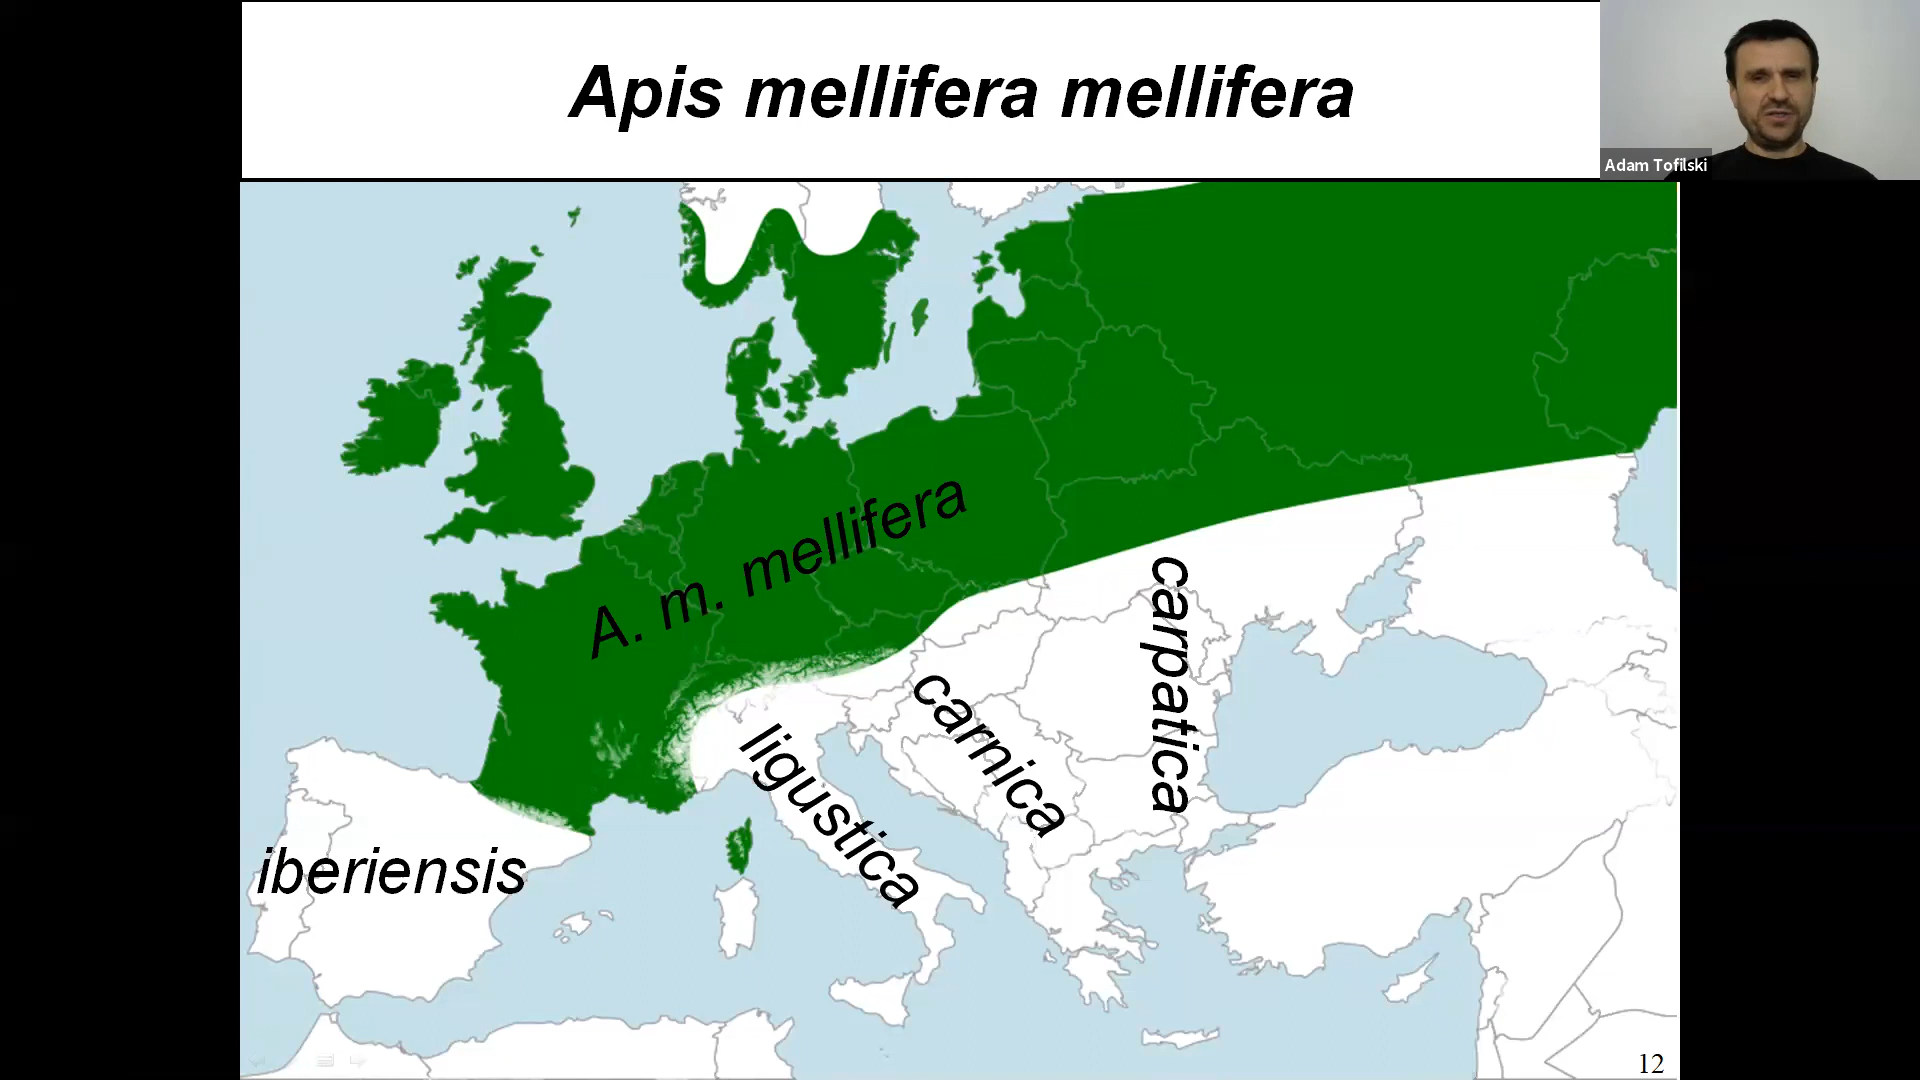 Apis mellifera mellifera
Adam Tofilski
A. m. mellifera
carpatica
carnica
ligustica
iberiensis
12